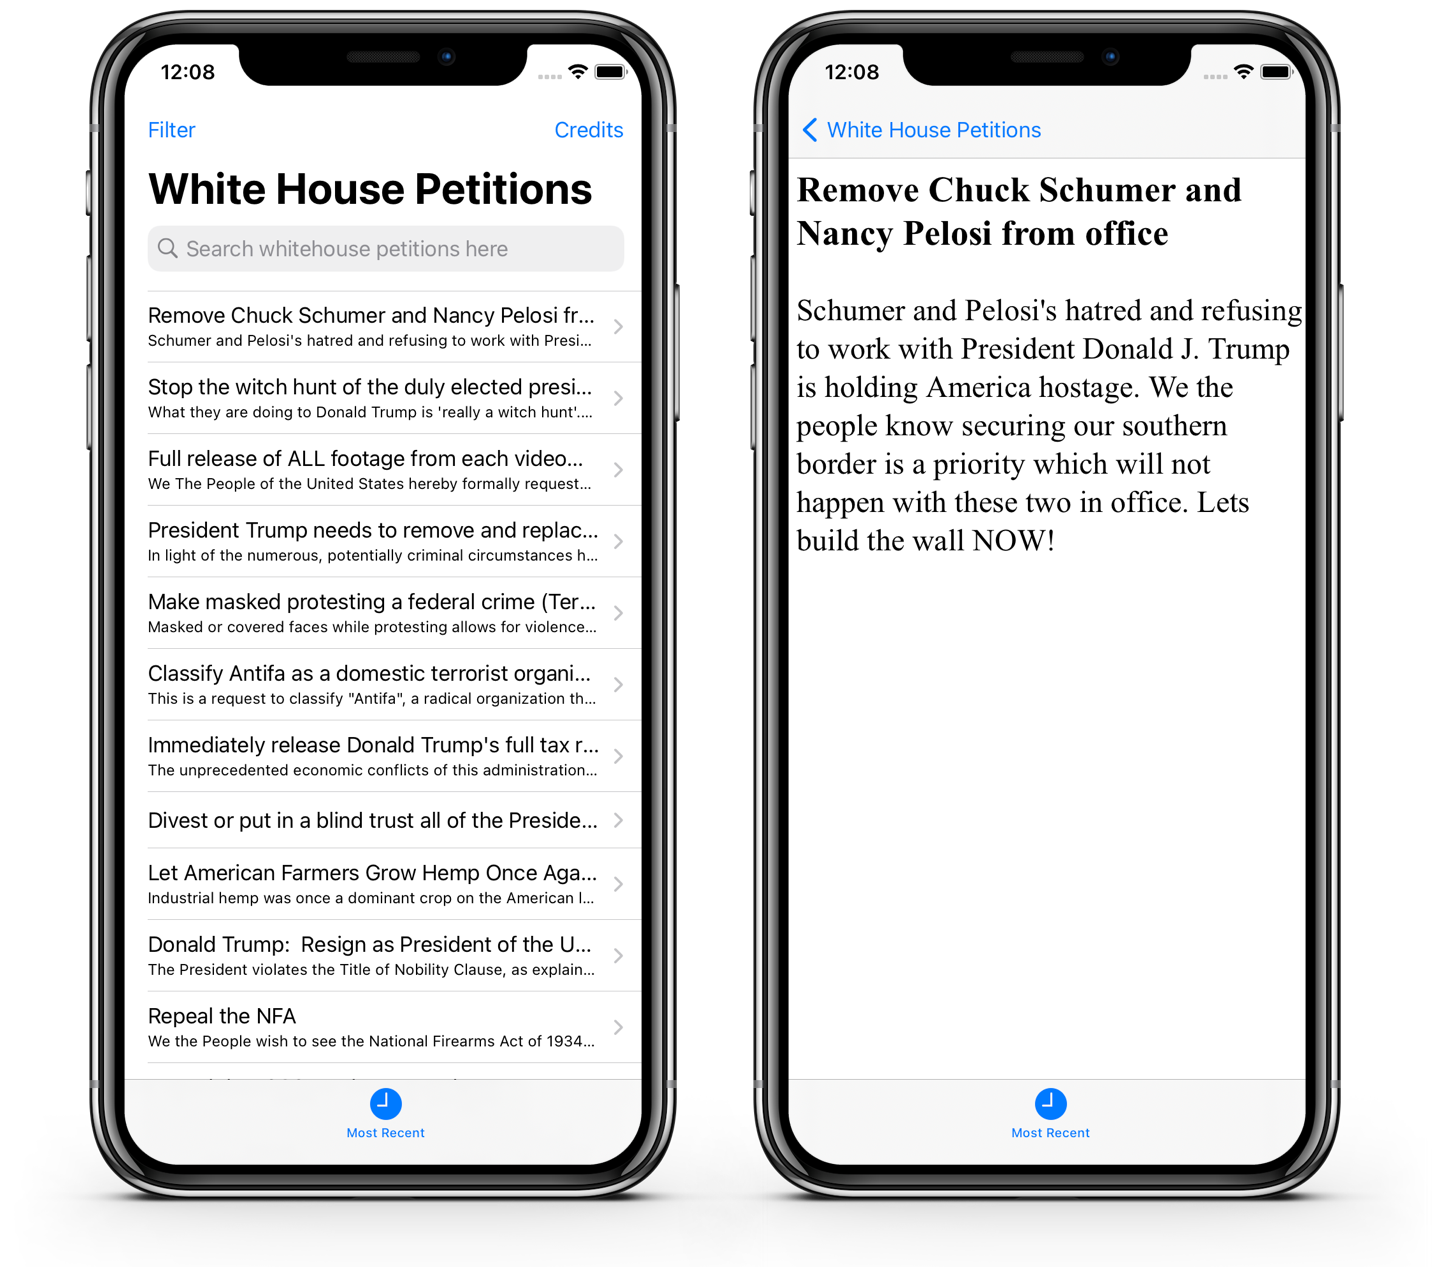 12:08
Filter
Credits
White House Petitions
Search whitehouse petitions here
Remove Chuck Schumer and Nancy Pelosi fr...
Schumer and Pelosi's hatred and refusing to work with Presi...
Stop the witch hunt of the duly elected presi...
What they are doing to Donald Trump is 'really a witch hunt'....
Full release of ALL footage from each video...
We The People of the United States hereby formally request...
President Trump needs to remove and replac...
In light of the numerous, potentially criminal circumstances h...
Make masked protesting a federal crime (Ter...
Masked or covered faces while protesting allows for violence...
Classify Antifa as a domestic terrorist organi...
This is a request to classify "Antifa", a radical organization th...
Immediately release Donald Trump's full tax r...
The unprecedented economic conflicts of this administration...
Divest or put in a blind trust all of the Preside...
Let American Farmers Grow Hemp Once Aga...
Industrial hemp was once a dominant crop on the American l...
Donald Trump:  Resign as President of the U...
The President violates the Title of Nobility Clause, as explain...
Repeal the NFA
We the People wish to see the National Firearms Act of 1934...
Most Recent
12:08
White House Petitions
Remove Chuck Schumer and
Nancy Pelosi from office
Schumer and Pelosi's hatred and refusing
to work with President Donald J. Trump
is holding America hostage. We the
people know securing our southern
border is a priority which will not
happen with these two in office. Lets
build the wall NOW!
Most Recent